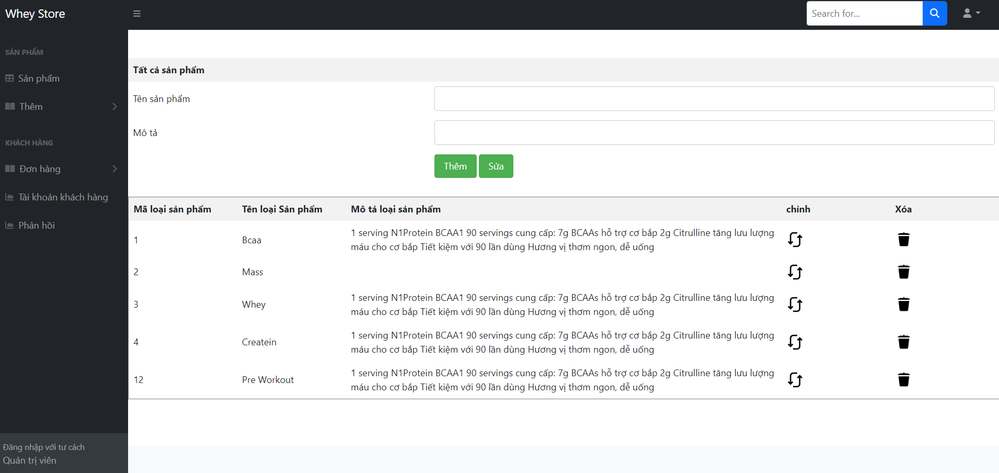 Whey Store
Search for...
SẢN PHẨM
Sản phẩm
Thêm
KHÁCH HÀNG
Đơn hàng
Tài khoản khách hàng
Phản hồi
Đăng nhập với tư cách
Quản trị viên
Tất cả sản phẩm
Tên sản phẩm
Mô tả
Thêm Sửa
Mã loại sản phẩm Tên loại Sản phẩm Mô tả loại sản phẩm chỉnh Xóa
1 Bcaa 1 serving N1Protein BCAA1 90 servings cung cấp: 7g BCAAs hỗ trợ cơ bắp 2g Citrulline tăng lưu lượng
máu cho cơ bắp Tiết kiệm với 90 lần dùng Hương vị thơm ngon, dễ uống
2 Mass
3 Whey 1 serving N1Protein BCAA1 90 servings cung cấp: 7g BCAAs hỗ trợ cơ bắp 2g Citrulline tăng lưu lượng
máu cho cơ bắp Tiết kiệm với 90 lần dùng Hương vị thơm ngon, dễ uống
4 Createin 1 serving N1Protein BCAA1 90 servings cung cấp: 7g BCAAs hỗ trợ cơ bắp 2g Citrulline tăng lưu lượng
máu cho cơ bắp Tiết kiệm với 90 lần dùng Hương vị thơm ngon, dễ uống
12 Pre Workout 1 serving N1Protein BCAA1 90 servings cung cấp: 7g BCAAs hỗ trợ cơ bắp 2g Citrulline tăng lưu lượng
máu cho cơ bắp Tiết kiệm với 90 lần dùng Hương vị thơm ngon, dễ uống